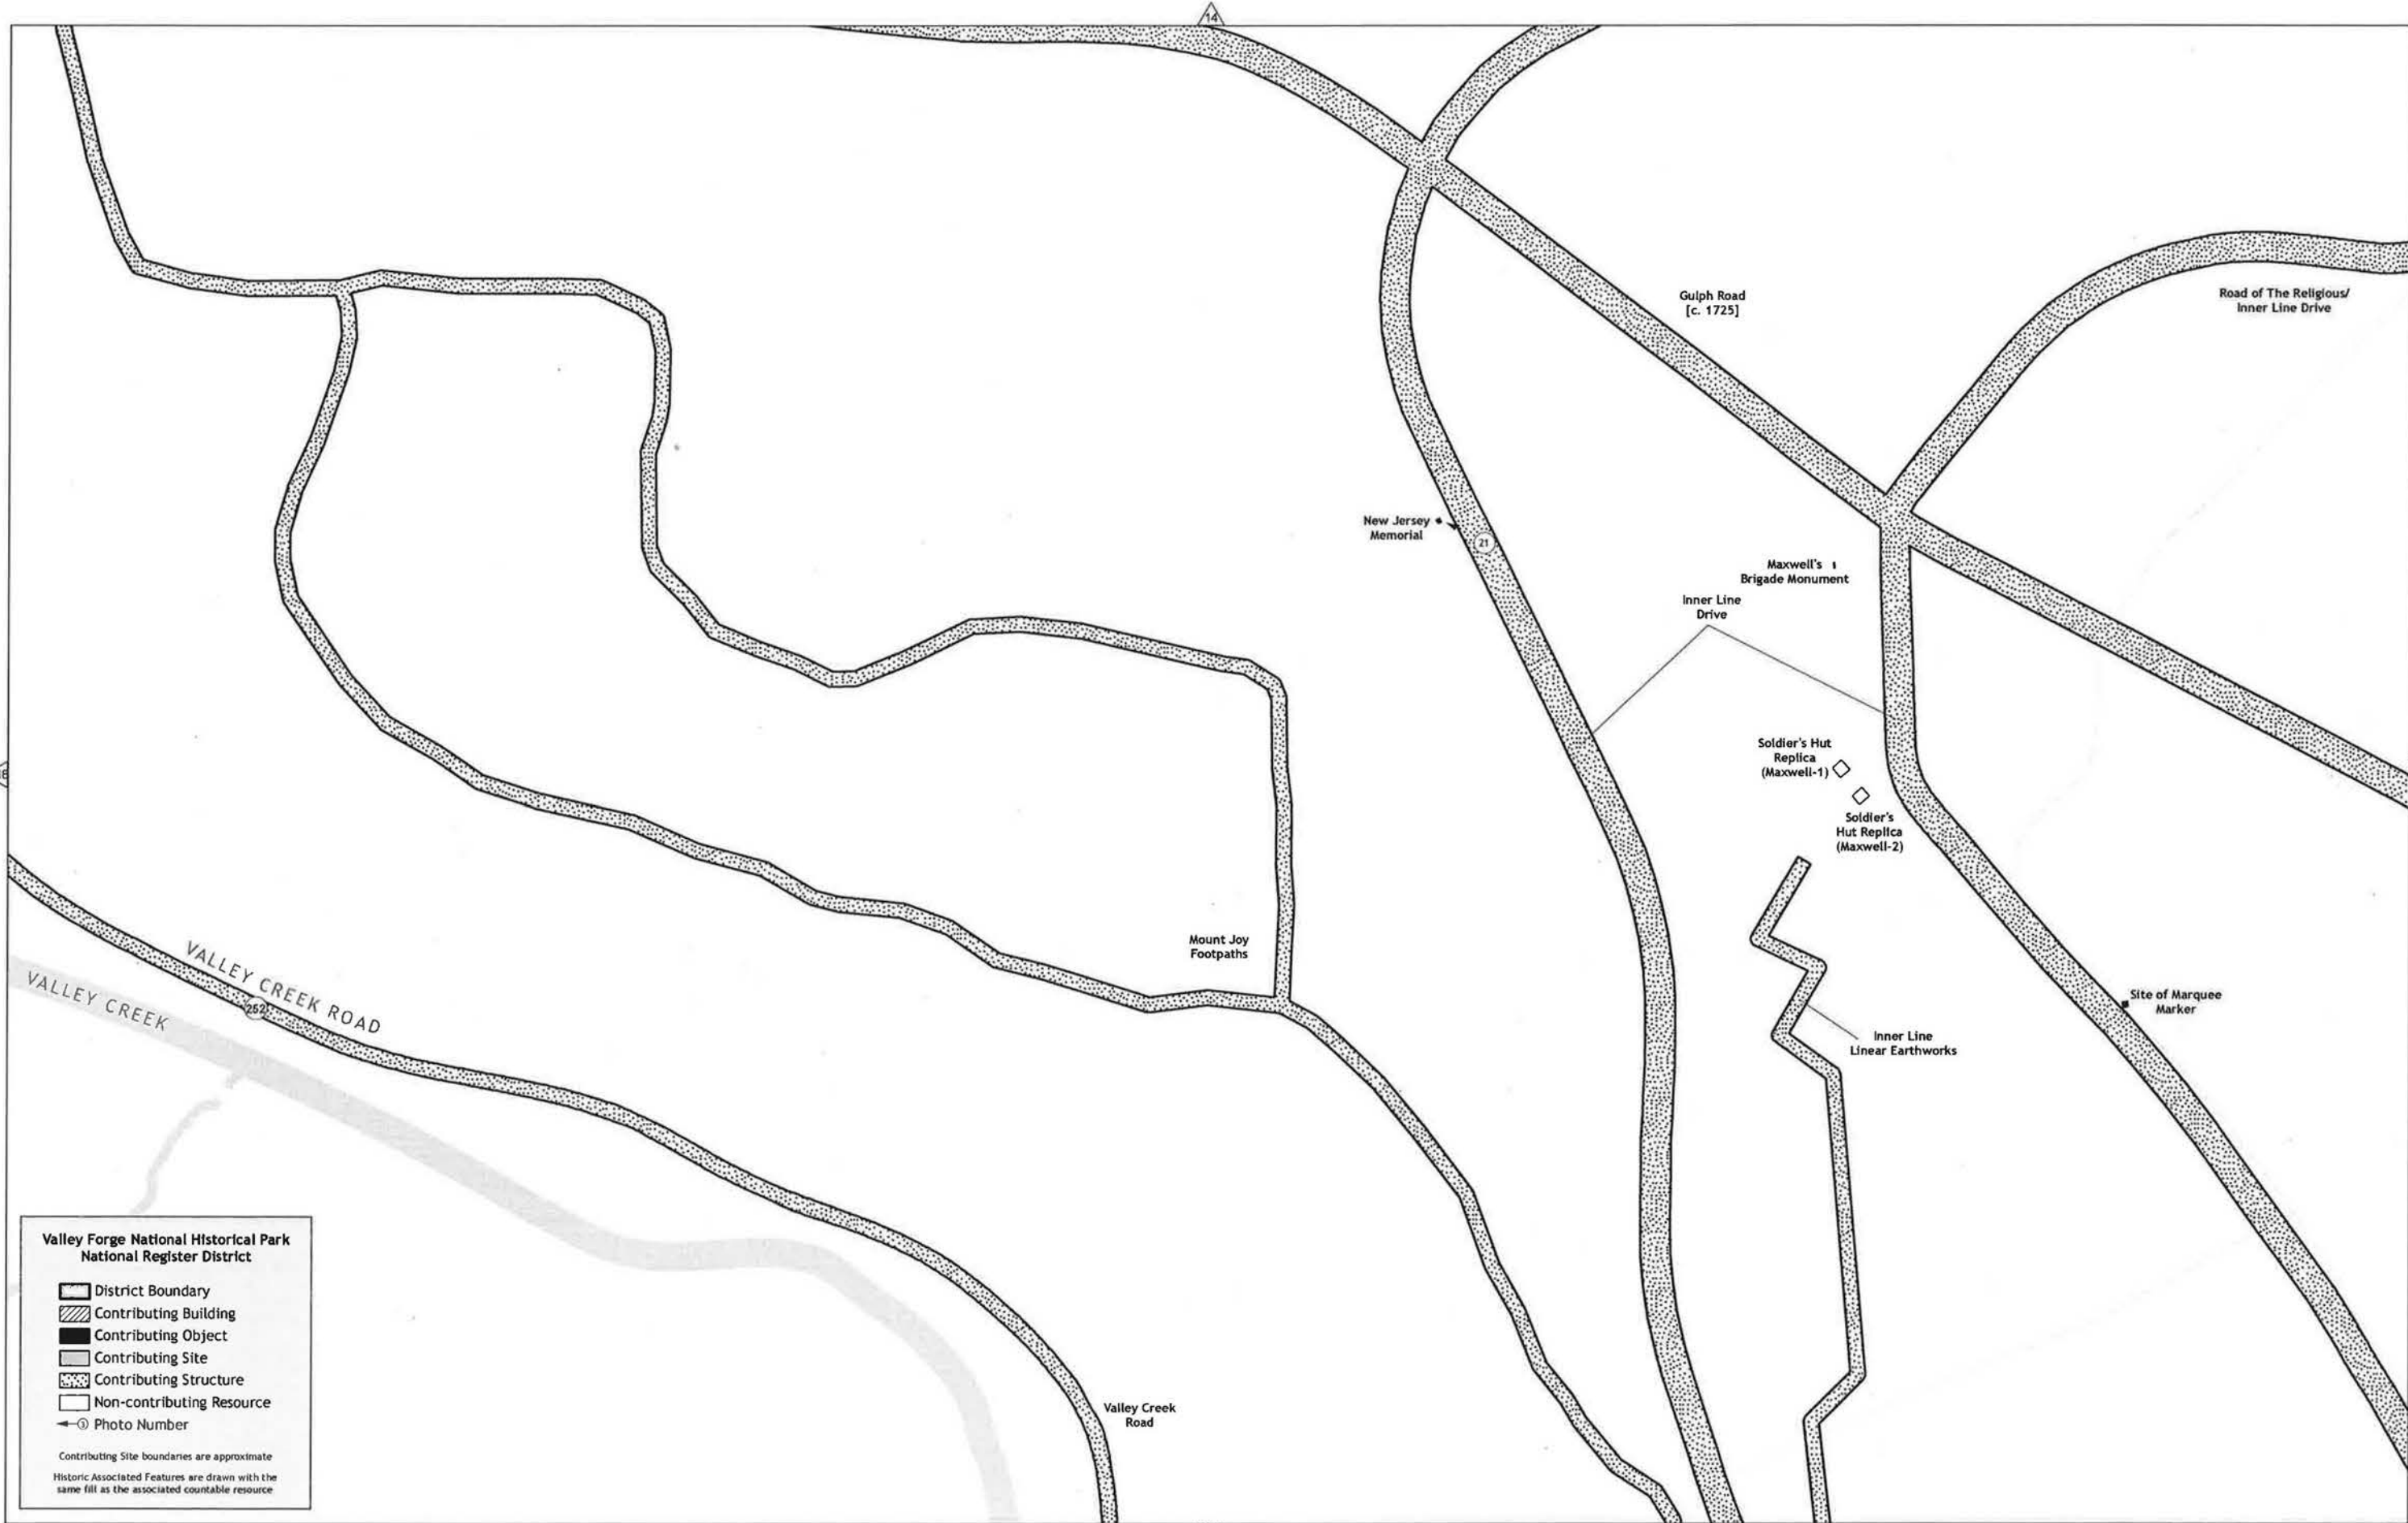 14
Gulph Road
[c. 1725]
Road of The Religious/
Inner Line Drive
New Jersey
Memorial
21
Maxwell's
Brigade Monument
Inner Line
Drive
Soldier's Hut
Replica
(Maxwell-1)
Soldier's
Hut Replica
(Maxwell-2)
18
Mount Joy
Footpaths
VALLEY CREEK ROAD
VALLEY CREEK
252
Site of Marquee
Marker
Inner Line
Linear Earthworks
Valley Creek
Road
Valley Forge National Historical Park
National Register District
District Boundary
Contributing Building
Contributing Object
Contributing Site
Contributing Structure
Non-contributing Resource
Photo Number
Contributing Site boundaries are approximate
Historic Associated Features are drawn with the
same fill as the associated countable resource